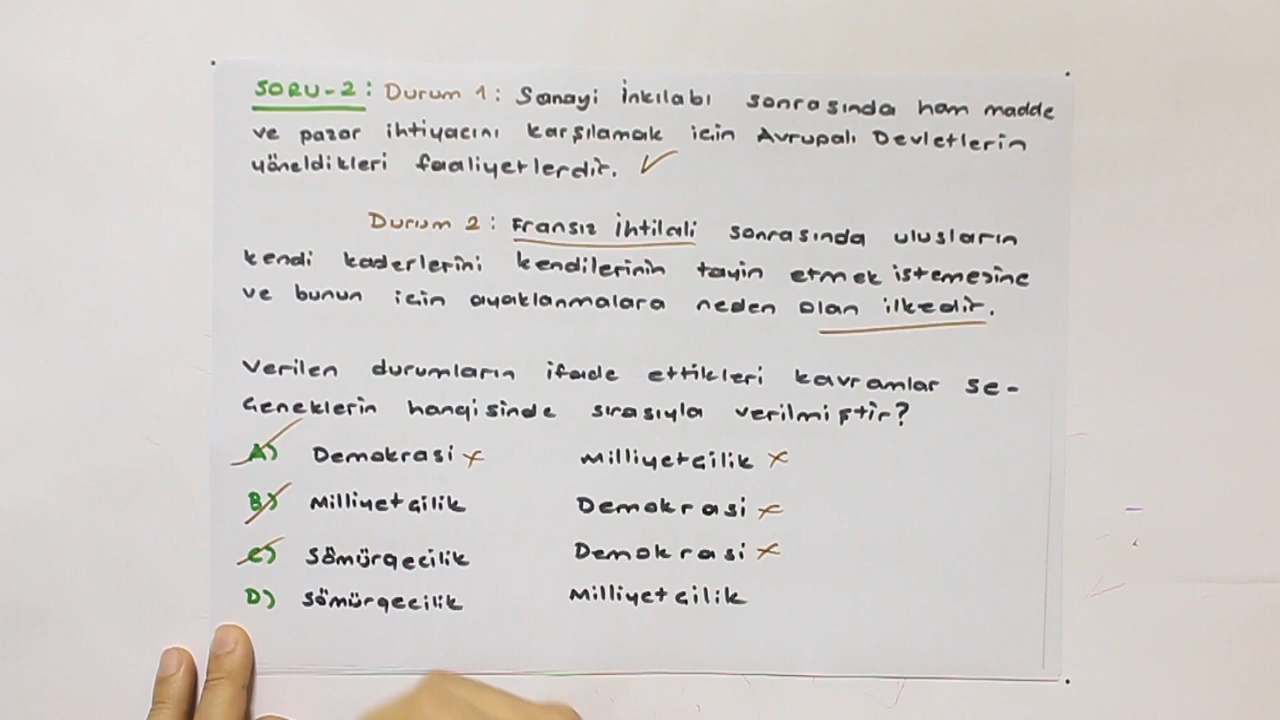 SORU-2: Durum 1: Sanayi İnkılabı sonrasında ham madde
ve pazar ihtiyacını karşılamak için Avrupalı Devletlerin
yöneldikleri faaliyetlerdir.
Durum 2: Fransız ihtilali sonrasında ulusların
kendi kaderlerini kendilerinin tayin etmek istemesine
ve bunun için ayaklanmalara neden olan ilkedir.
Verilen durumların ifade ettikleri kavramlar se-
çeneklerin hangisinde sırasıyla verilmiştir?
A) Demokrasi Milliyetçilik
B) Milliyetçilik Demokrasi
C) Sömürgecilik Demokrasi
D) Sömürgecilik Milliyetçilik